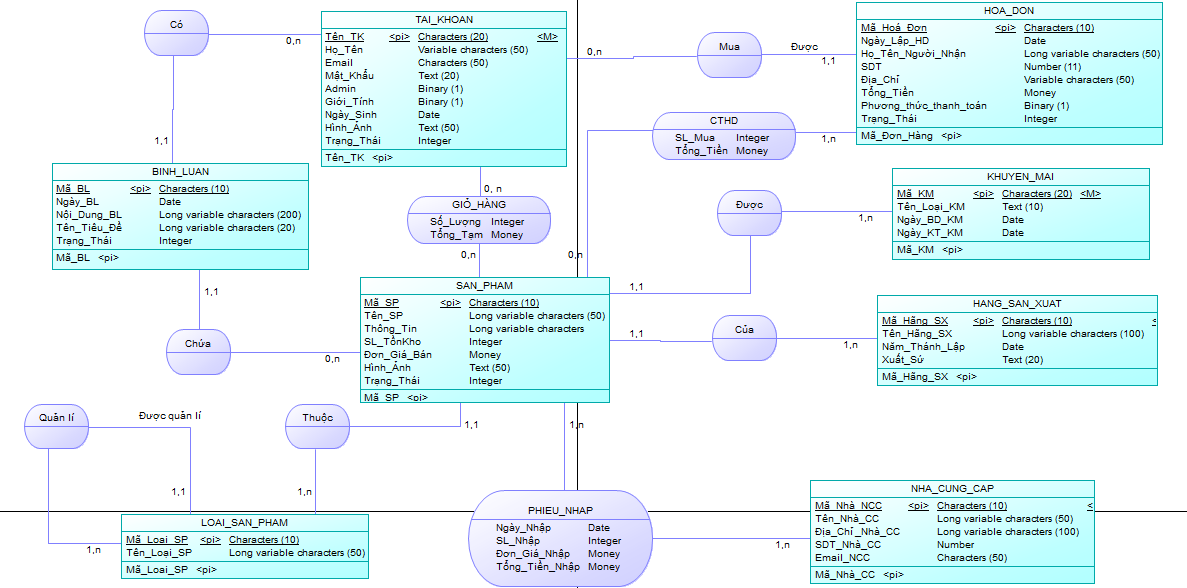 Có
0,n
1,1
TAI_KHOAN
Tên_TK <pi> Characters (20) <M>
Họ_Tên Variable characters (50)
Email Characters (50)
Mật_Khẩu Text (20)
Admin Binary (1)
Giới_Tính Binary (1)
Ngày_Sinh Date
Hình_Ảnh Text (50)
Trạng_Thái Integer
Tên_TK <pi>
0,n
Mua
Được
1,1
HOA_DON
Mã_Hoá_Đơn <pi> Characters (10)
Ngày_Lập_HD Date
Họ_Tên_Người_Nhận Long variable characters (50)
SDT Number (11)
Địa_Chỉ Variable characters (50)
Tổng_Tiền Money
Phương_thức_thanh_toán Binary (1)
Trạng_Thái Integer
Mã_Đơn_Hàng <pi>
CTHD
SL_Mua Integer
Tổng_Tiền Money
1,n
0,n
BINH_LUAN
Mã_BL <pi> Characters (10)
Ngày_BL Date
Nội_Dung_BL Long variable characters (200)
Tên_Tiêu_Đề Long variable characters (20)
Trạng_Thái Integer
Mã_BL <pi>
0, n
GIỎ_HÀNG
Số_Lượng Integer
Tổng_Tạm Money
0,n
Được
1,n
1,1
KHUYEN_MAI
Mã_KM <pi> Characters (20) <M>
Tên_Loại_KM Text (10)
Ngày_BD_KM Date
Ngày_KT_KM Date
Mã_KM <pi>
1,1
Chứa
0,n
SAN_PHAM
Mã_SP <pi> Characters (10)
Tên_SP Long variable characters (50)
Thông_Tin Long variable characters
SL_TồnKho Integer
Đơn_Giá_Bán Money
Hình_Ảnh Text (50)
Trạng_Thái Integer
Mã_SP <pi>
1,1
Của
1,n
HANG_SAN_XUAT
Mã_Hãng_SX <pi> Characters (10) <
Tên_Hãng_SX Long variable characters (100)
Năm_Thành_Lập Date
Xuất_Sứ Text (20)
Mã_Hãng_SX <pi>
Quản lí
Được quản lí
1,1
1,n
Thuộc
1,1
1,n
LOAI_SAN_PHAM
Mã_Loại_SP <pi> Characters (10)
Tên_Loại_SP Long variable characters (50)
Mã_Loại_SP <pi>
1,n
PHIEU_NHAP
Ngày_Nhập Date
SL_Nhập Integer
Đơn_Giá_Nhập Money
Tổng_Tiền_Nhập Money
1,n
NHA_CUNG_CAP
Mã_Nhà_NCC <pi> Characters (10) <
Tên_Nhà_CC Long variable characters (50)
Địa_Chỉ_Nhà_CC Long variable characters (100)
SDT_Nhà_CC Number
Email_NCC Characters (50)
Mã_Nhà_CC <pi>